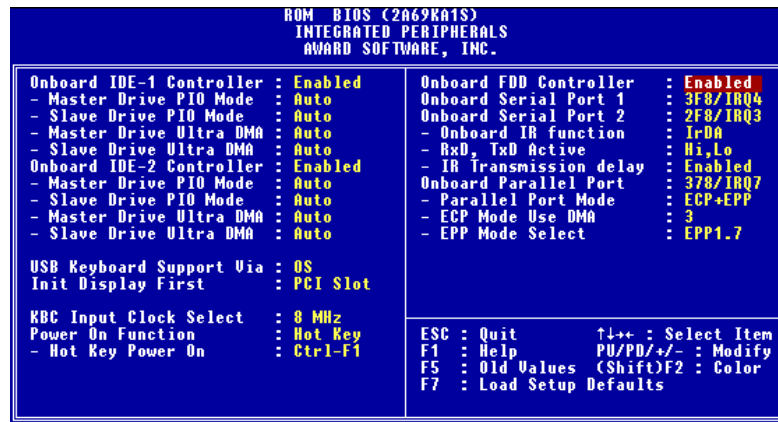 ROM BIOS (2A69KA1S)
INTEGRATED PERIPHERALS
AWARD SOFTWARE, INC.
Onboard IDE-1 Controller : Enabled
- Master Drive PIO Mode : Auto
- Slave Drive PIO Mode : Auto
- Master Drive Ultra DMA : Auto
- Slave Drive Ultra DMA : Auto
Onboard IDE-2 Controller : Enabled
- Master Drive PIO Mode : Auto
- Slave Drive PIO Mode : Auto
- Master Drive Ultra DMA : Auto
- Slave Drive Ultra DMA : Auto
USB Keyboard Support Via : OS
Init Display First : PCI Slot
KBC Input Clock Select : 8 MHz
Power On Function : Hot Key
- Hot Key Power On : Ctrl-F1
Onboard FDD Controller : Enabled
Onboard Serial Port 1 : 3F8/IRQ4
Onboard Serial Port 2 : 2F8/IRQ3
- Onboard IR function : IrDA
- RxD, TxD Active : Hi,Lo
- IR Transmission delay : Enabled
Onboard Parallel Port : 378/IRQ7
- Parallel Port Mode : ECP+EPP
- ECP Mode Use DMA : 3
- EPP Mode Select : EPP1.7
ESC : Quit ↑↓→← : Select Item
F1 : Help PU/PD/+/- : Modify
F5 : Old Values (Shift)F2 : Color
F7 : Load Setup Defaults